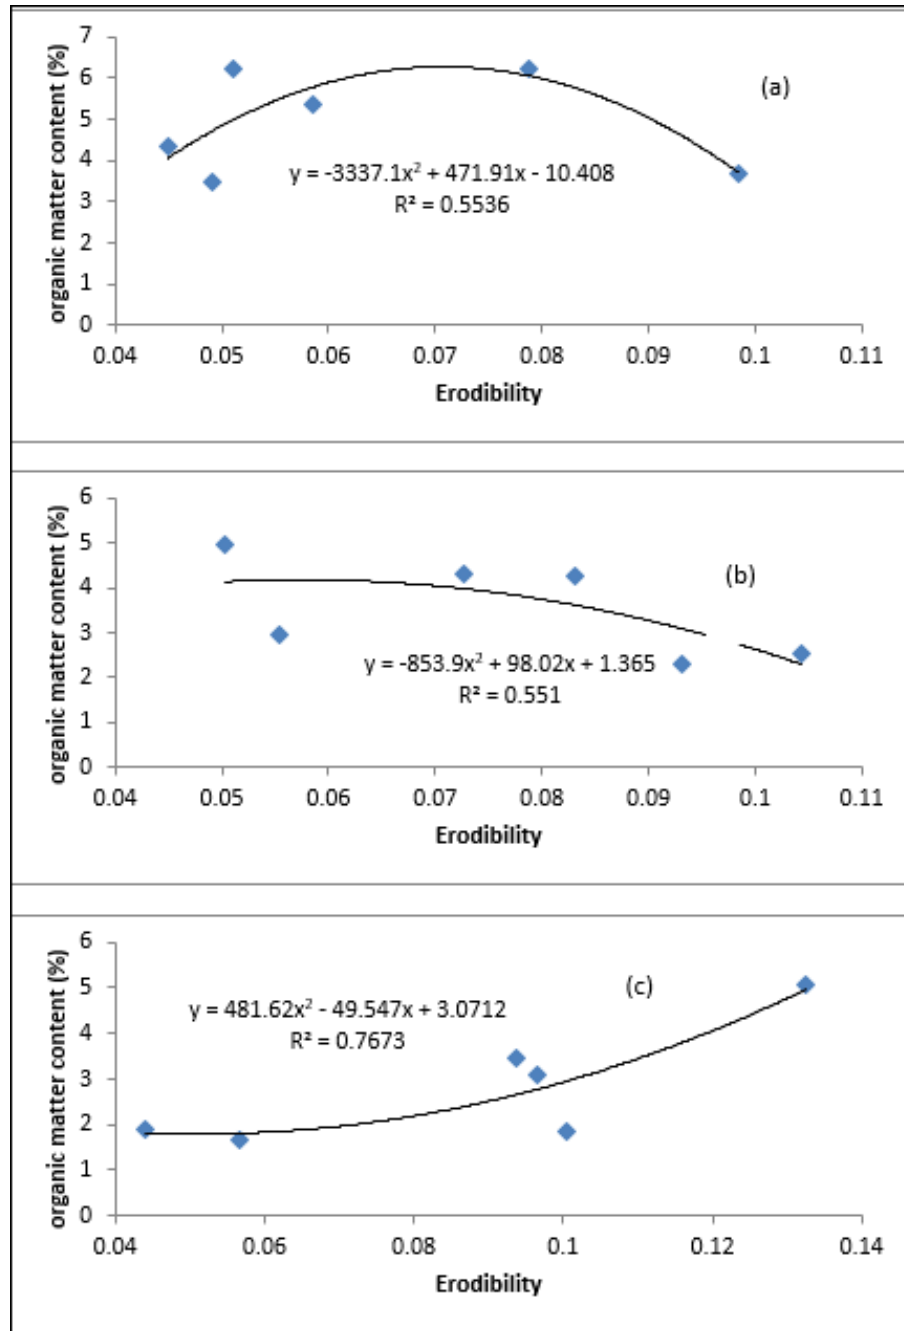 organic matter content (%)
7
6
5
4
3
2
1
0
(a)
y = -3337.1x² + 471.91x - 10.408
R² = 0.5536
0.04 0.05 0.06 0.07 0.08 0.09 0.1 0.11
Erodibility
organic matter content (%)
6
5
4
3
2
1
0
(b)
y = -853.9x² + 98.02x + 1.365
R² = 0.551
0.04 0.05 0.06 0.07 0.08 0.09 0.1 0.11
Erodibility
organic matter content (%)
6
5
4
3
2
1
0
(c)
y = 481.62x² - 49.547x + 3.0712
R² = 0.7673
0.04 0.06 0.08 0.1 0.12 0.14
Erodibility